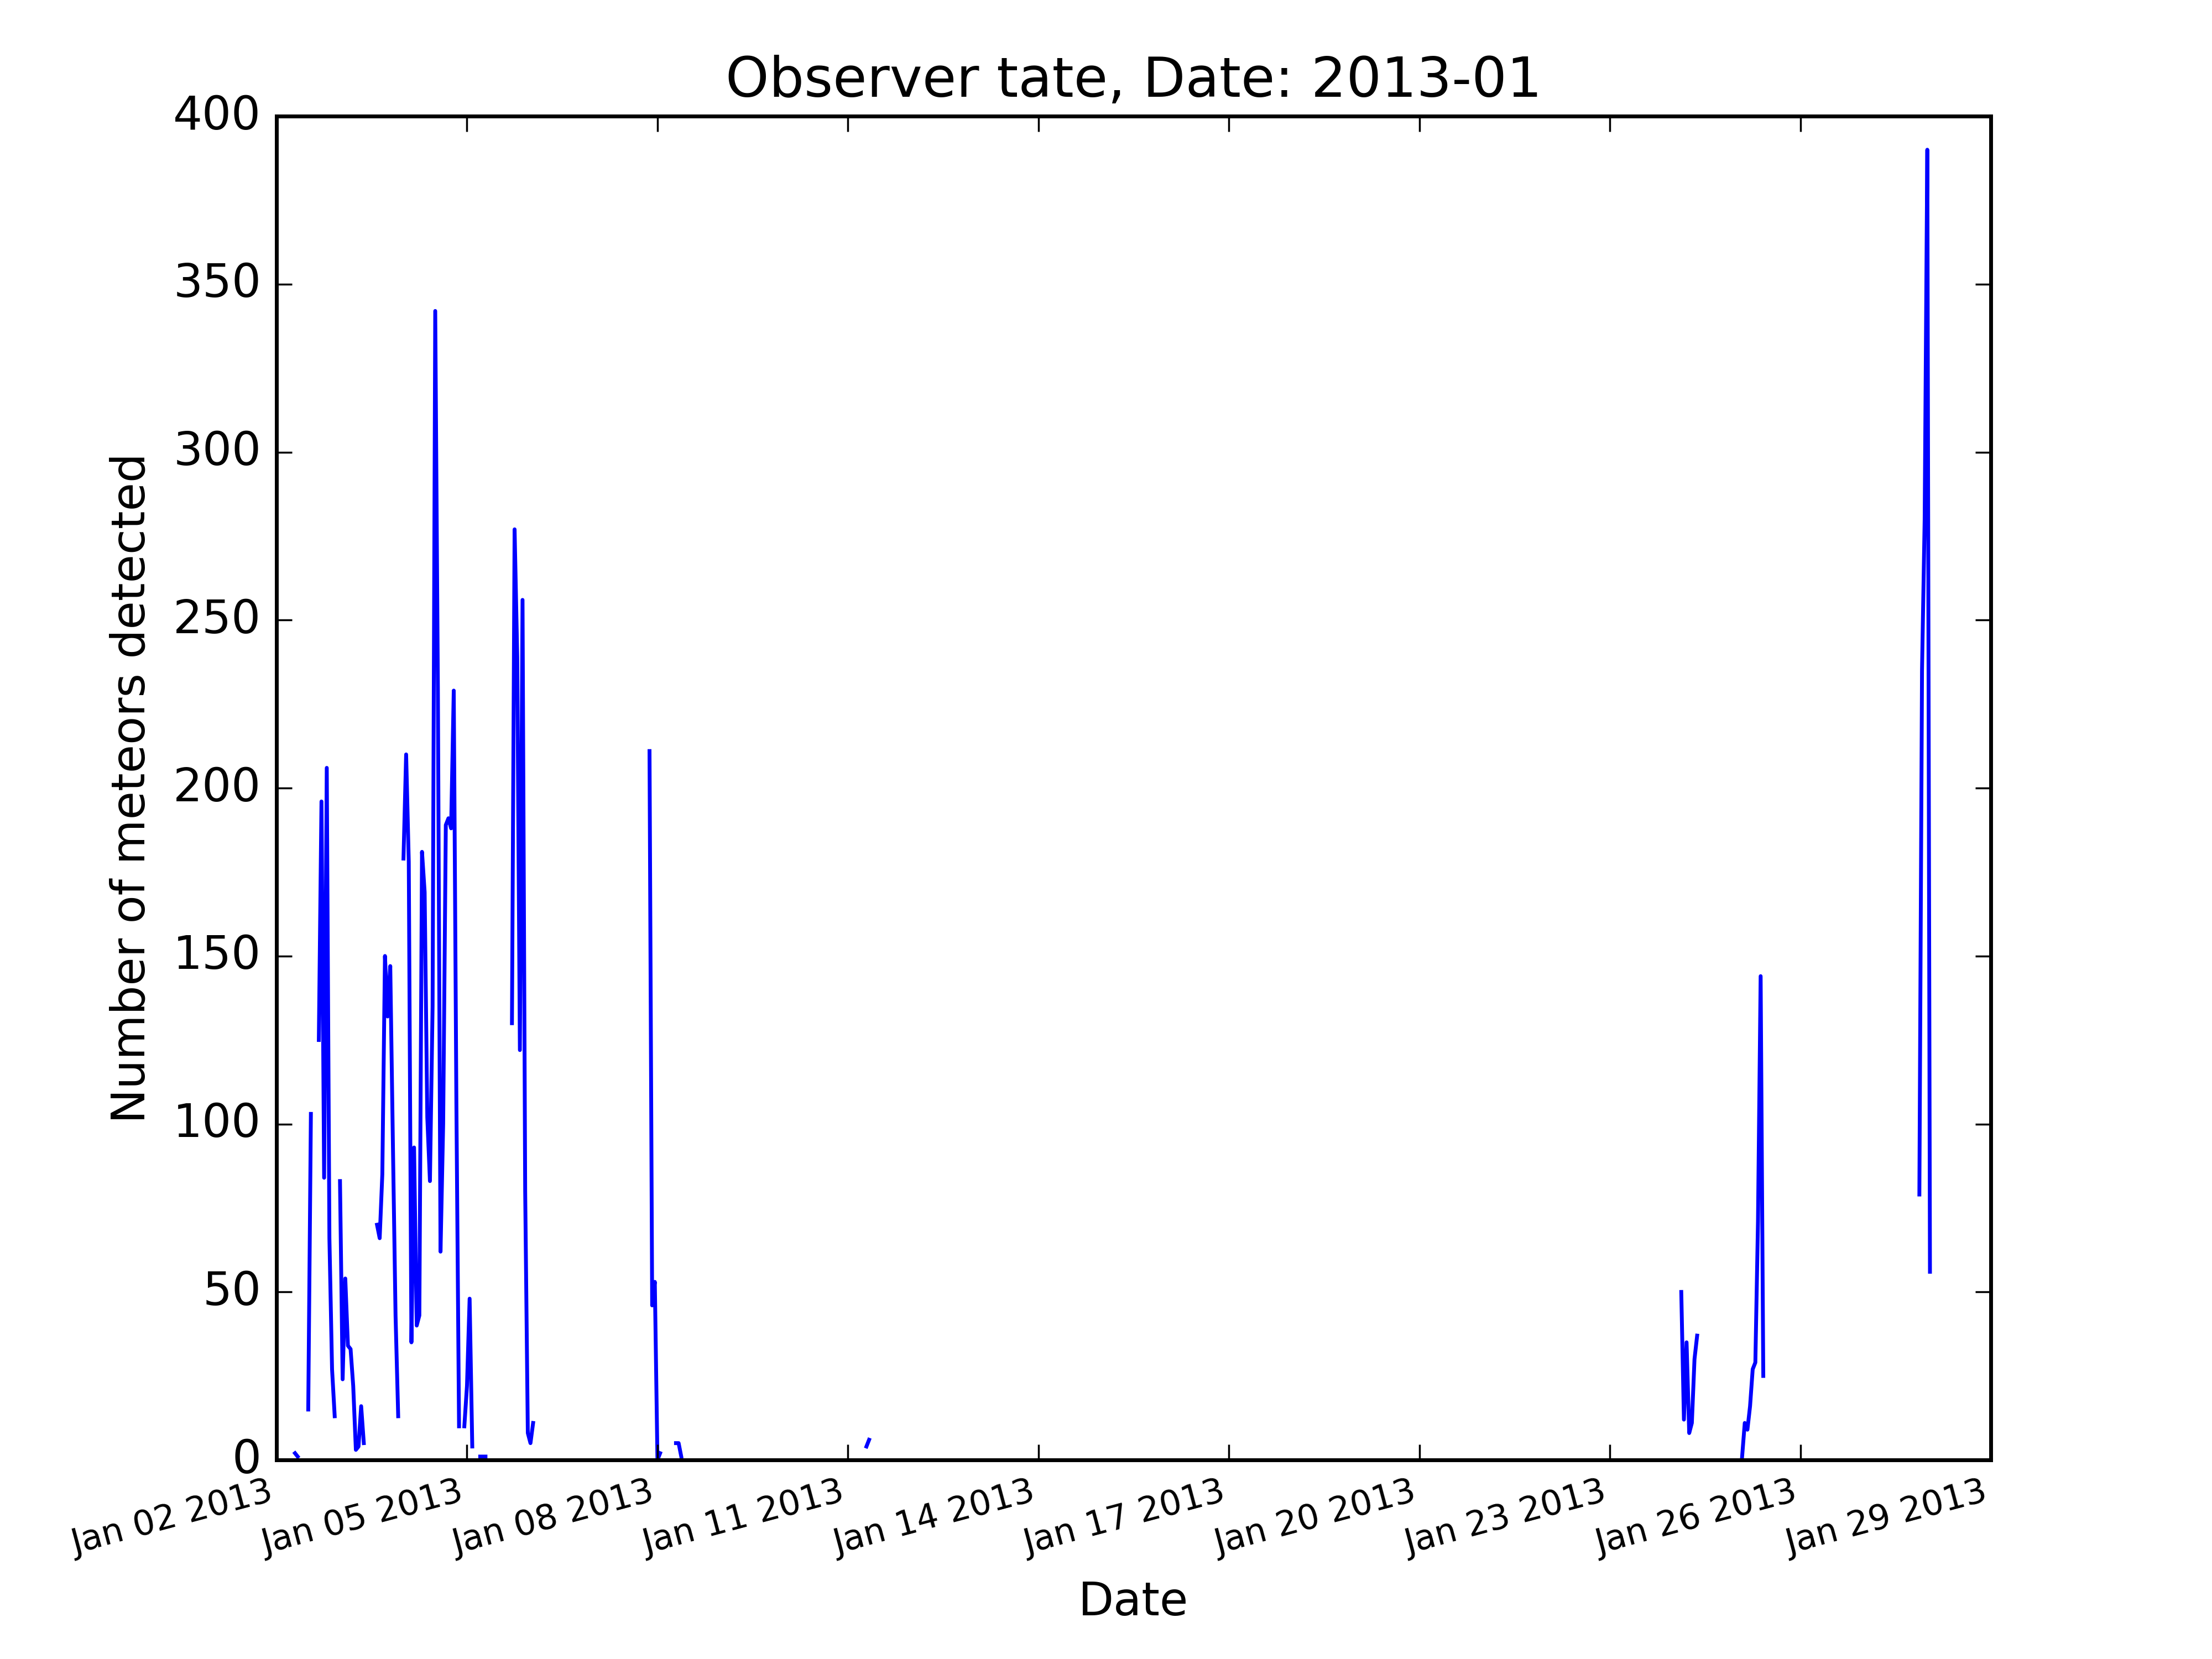 Observer tate, Date: 2013-01
400
350
300
250
200
150
100
50
0
Number of meteors detected
Jan 02 2013
Jan 05 2013
Jan 08 2013
Jan 11 2013
Jan 14 2013
Jan 17 2013
Jan 20 2013
Jan 23 2013
Jan 26 2013
Jan 29 2013
Date